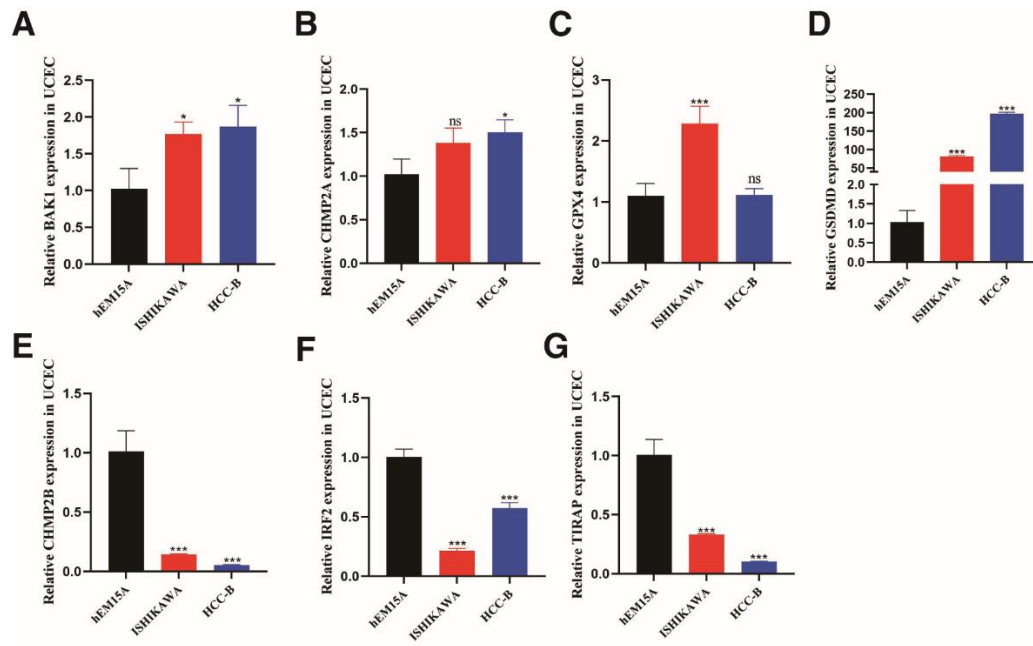 A
Relative BAK1 expression in UCEC
2.5
2.0
1.5
1.0
0.5
0.0
*
*
hEM15A
ISHIKAWA
HCC-B
B
Relative CHMP2A expression in UCEC
2.0
1.5
1.0
0.5
0.0
ns
*
hEM15A
ISHIKAWA
HCC-B
C
Relative GPX4 expression in UCEC
3
2
1
0
***
ns
hEM15A
ISHIKAWA
HCC-B
D
Relative GSDMD expression in UCEC
200
150
100
50
2.0
1.5
1.0
0.5
0.0
***
***
hEM15A
ISHIKAWA
HCC-B
E
Relative CHMP2B expression in UCEC
1.5
1.0
0.5
0.0
***
***
hEM15A
ISHIKAWA
HCC-B
F
Relative IRF2 expression in UCEC
1.5
1.0
0.5
0.0
***
***
hEM15A
ISHIKAWA
HCC-B
G
Relative TIRAP expression in UCEC
1.5
1.0
0.5
0.0
***
***
hEM15A
ISHIKAWA
HCC-B